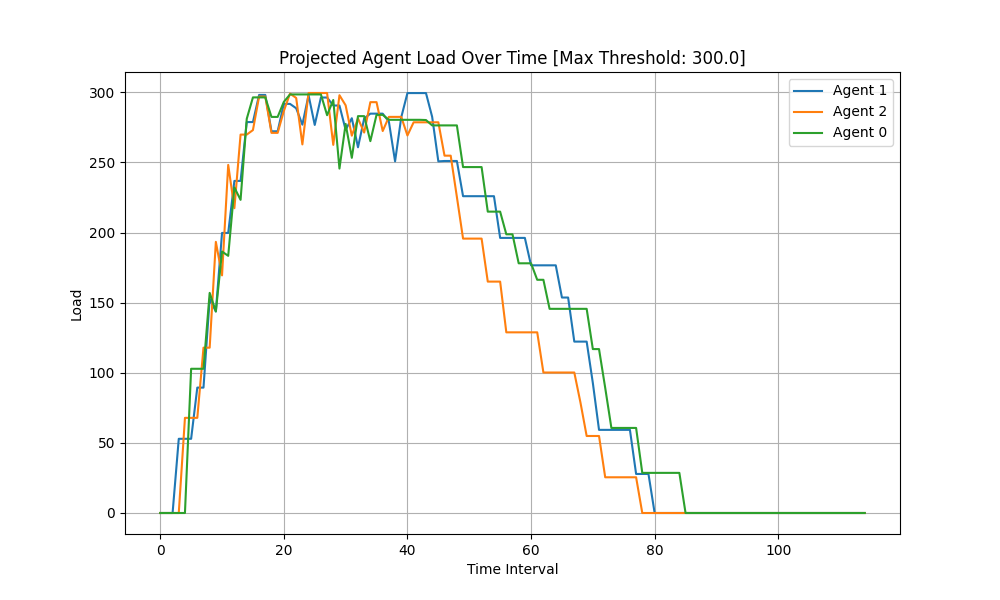 Projected Agent Load Over Time [Max Threshold: 300.0]
Agent 1
Agent 2
Agent 0
Load
300
250
200
150
100
50
0
0 20 40 60 80 100
Time Interval